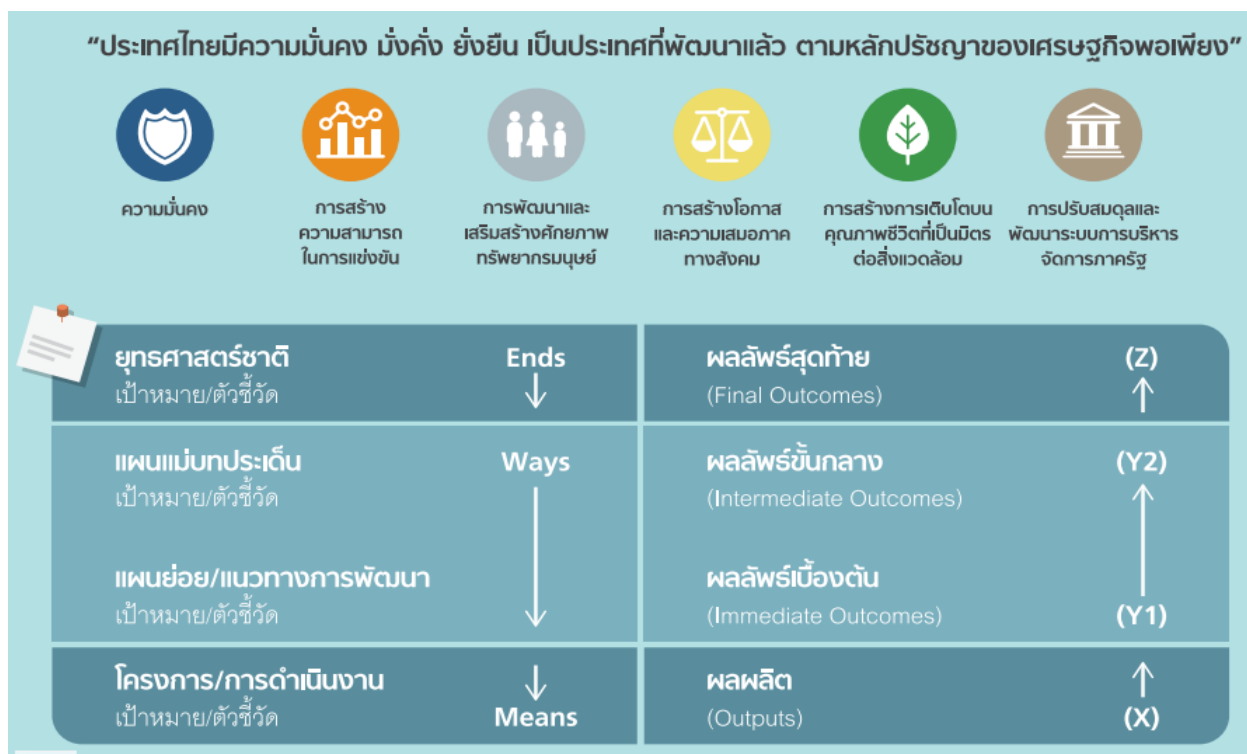 “ประเทศไทยมีความมั่นคง มั่งคั่ง ยั่งยืน เป็นประเทศที่พัฒนาแล้ว ตามหลักปรัชญาของเศรษฐกิจพอเพียง”
ความมั่นคง
การสร้าง
ความสามารถ
ในการแข่งขัน
การพัฒนาและ
เสริมสร้างศักยภาพ
ทรัพยากรมนุษย์
การสร้างโอกาส
และความเสมอภาค
ทางสังคม
การสร้างการเติบโตบน
คุณภาพชีวิตที่เป็นมิตร
ต่อสิ่งแวดล้อม
การปรับสมดุลและ
พัฒนาระบบการบริหาร
จัดการภาครัฐ
ยุทธศาสตร์ชาติ Ends
เป้าหมาย/ตัวชี้วัด
ผลลัพธ์สุดท้าย (Z)
(Final Outcomes)
แผนแม่บทประเด็น Ways
เป้าหมาย/ตัวชี้วัด
ผลลัพธ์ขั้นกลาง (Y2)
(Intermediate Outcomes)
แผนย่อย/แนวทางการพัฒนา
เป้าหมาย/ตัวชี้วัด
ผลลัพธ์เบื้องต้น
(Immediate Outcomes) (Y1)
โครงการ/การดำเนินงาน
เป้าหมาย/ตัวชี้วัด Means
ผลผลิต
(Outputs) (X)